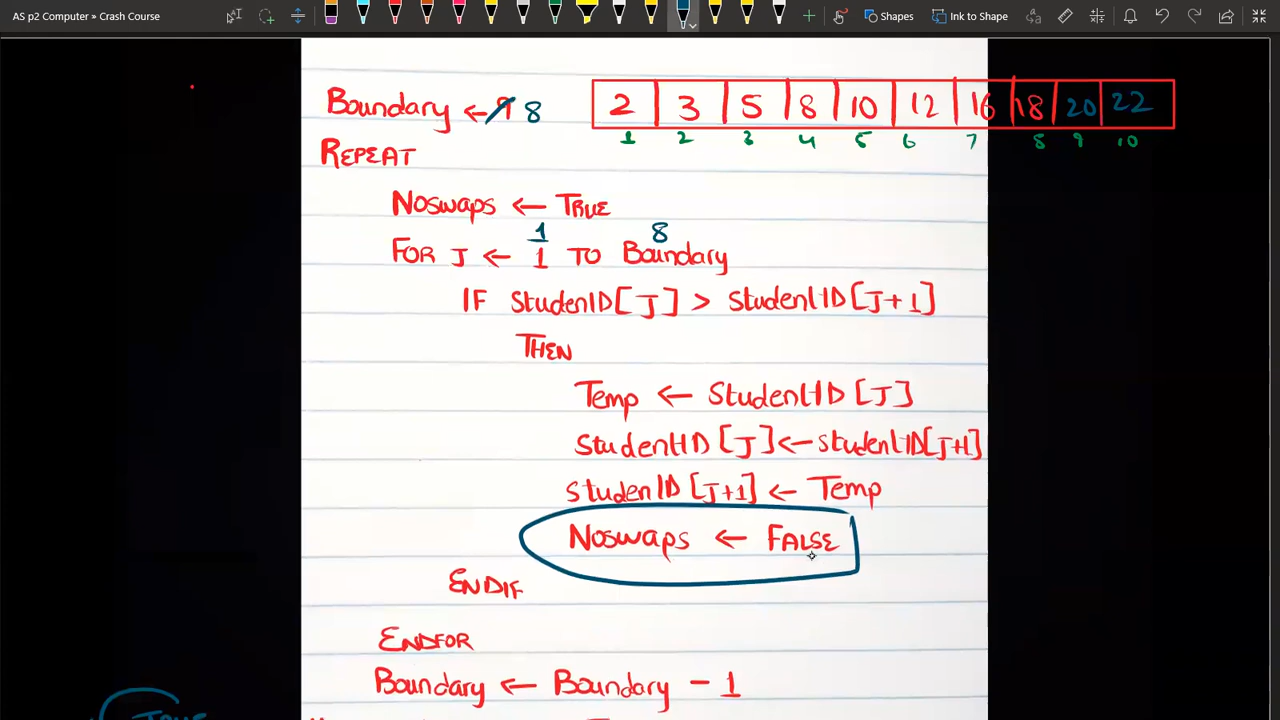 AS p2 Computer » Crash Course
Shapes
Ink to Shape
Boundary ← 9 8
2 3 5 8 10 12 16 18 20 22
1 2 3 4 5 6 7 8 9 10
REPEAT
Noswaps ← TRUE
1 8
FOR J ← 1 TO Boundary
IF StudenID[J] > StudentID[J+1]
THEN
Temp ← StudentID[J]
StudentID[J] ← StudentID[J+1]
StudenID[J+1] ← Temp
Noswaps ← FALSE
ENDIF
ENDFOR
Boundary ← Boundary - 1
TRUE